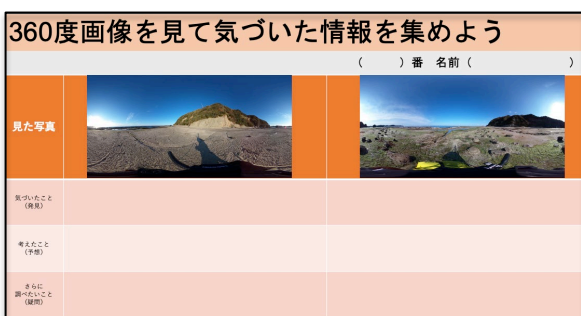 360度画像を見て気づいた情報を集めよう
（　　）番　名前（　　　　　　）
見た写真
気づいたこと
（発見）
考えたこと
（予想）
さらに
調べたいこと
（疑問）